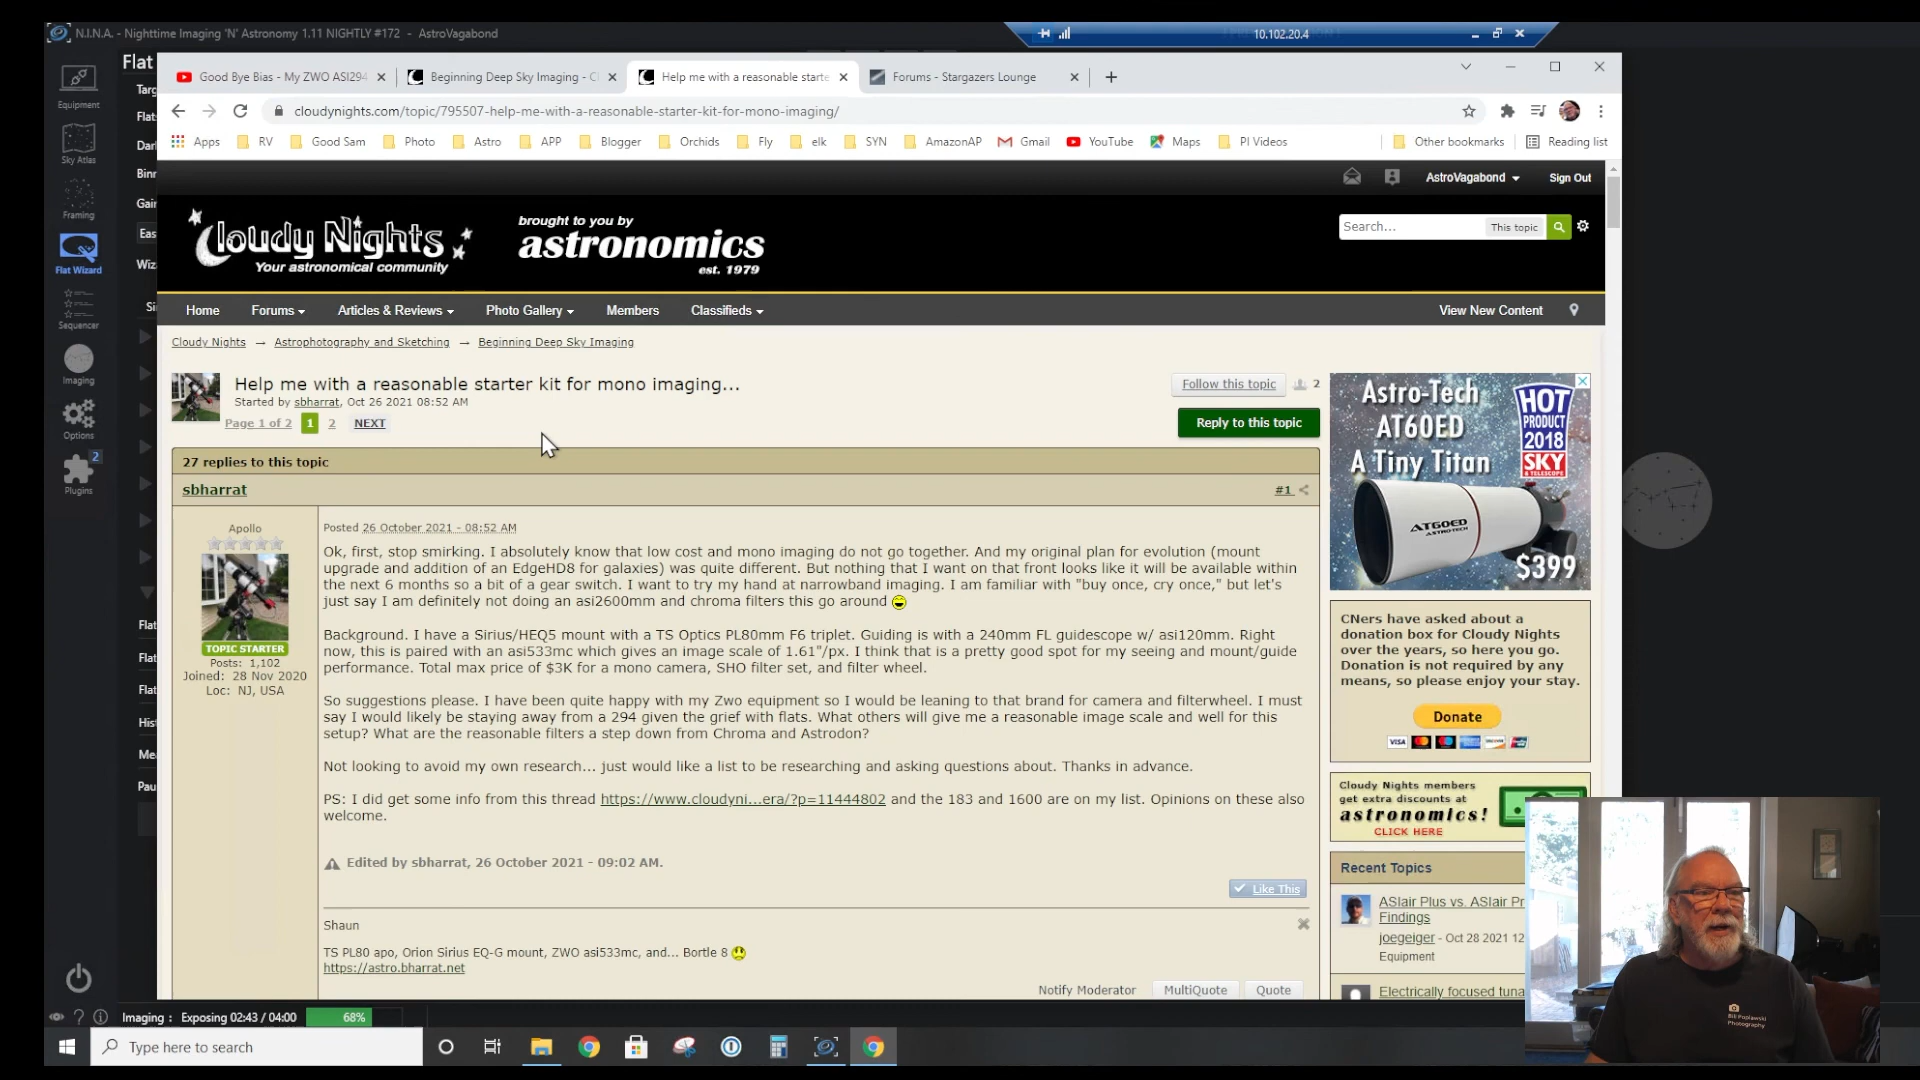 N.I.N.A. - Nighttime Imaging 'N' Astronomy 1.11 NIGHTLY #172 - AstroVagabond
10.102.20.4
Equipment
Sky Atlas
Framing
Flat Wizard
Sequencer
Imaging
Options
2
Plugins
Flat
Good Bye Bias - My ZWO ASI294
Beginning Deep Sky Imaging - C
Help me with a reasonable starte
Forums - Stargazers Lounge
cloudynights.com/topic/795507-help-me-with-a-reasonable-starter-kit-for-mono-imaging/
Apps
RV
Good Sam
Photo
Astro
APP
Blogger
Orchids
Fly
elk
SYN
AmazonAP
Gmail
YouTube
Maps
PI Videos
Other bookmarks
Reading list
AstroVagabond
Sign Out
Cloudy Nights
Your astronomical community
brought to you by
astronomics
est. 1979
Search...
This topic
Home
Forums
Articles & Reviews
Photo Gallery
Members
Classifieds
View New Content
Cloudy Nights → Astrophotography and Sketching → Beginning Deep Sky Imaging
Help me with a reasonable starter kit for mono imaging...
Started by sbharrat, Oct 26 2021 08:52 AM
Page 1 of 2 1 2 NEXT
Follow this topic
2
Reply to this topic
27 replies to this topic
sbharrat
#1
Apollo
TOPIC STARTER
Posts: 1,102
Joined: 28 Nov 2020
Loc: NJ, USA
Posted 26 October 2021 - 08:52 AM
Ok, first, stop smirking. I absolutely know that low cost and mono imaging do not go together. And my original plan for evolution (mount
upgrade and addition of an EdgeHD8 for galaxies) was quite different. But nothing that I want on that front looks like it will be available within
the next 6 months so a bit of a gear switch. I want to try my hand at narrowband imaging. I am familiar with "buy once, cry once," but let's
just say I am definitely not doing an asi2600mm and chroma filters this go around
Background. I have a Sirius/HEQ5 mount with a TS Optics PL80mm F6 triplet. Guiding is with a 240mm FL guidescope w/ asi120mm. Right
now, this is paired with an asi533mc which gives an image scale of 1.61"/px. I think that is a pretty good spot for my seeing and mount/guide
performance. Total max price of $3K for a mono camera, SHO filter set, and filter wheel.
So suggestions please. I have been quite happy with my Zwo equipment so I would be leaning to that brand for camera and filterwheel. I must
say I would likely be staying away from a 294 given the grief with flats. What others will give me a reasonable image scale and well for this
setup? What are the reasonable filters a step down from Chroma and Astrodon?
Not looking to avoid my own research... just would like a list to be researching and asking questions about. Thanks in advance.
PS: I did get some info from this thread https://www.cloudyni...era/?p=11444802 and the 183 and 1600 are on my list. Opinions on these also
welcome.
Edited by sbharrat, 26 October 2021 - 09:02 AM.
Like This
Shaun
TS PL80 apo, Orion Sirius EQ-G mount, ZWO asi533mc, and... Bortle 8
https://astro.bharrat.net
Notify Moderator
MultiQuote
Quote
Astro-Tech
AT60ED
A Tiny Titan
HOT
PRODUCT
2018
SKY
& TELESCOPE
AT60ED
ASTRO-TECH
$399
CNers have asked about a
donation box for Cloudy Nights
over the years, so here you go.
Donation is not required by any
means, so please enjoy your stay.
Donate
VISA
Cloudy Nights members
get extra discounts at
astronomics!
CLICK HERE
Recent Topics
ASIair Plus vs. ASIair Pr
Findings
joegeiger - Oct 28 2021 12
Equipment
Electrically focused tuna
Bill Poplawski
Photography
Imaging : Exposing 02:43 / 04:00
68%
Type here to search